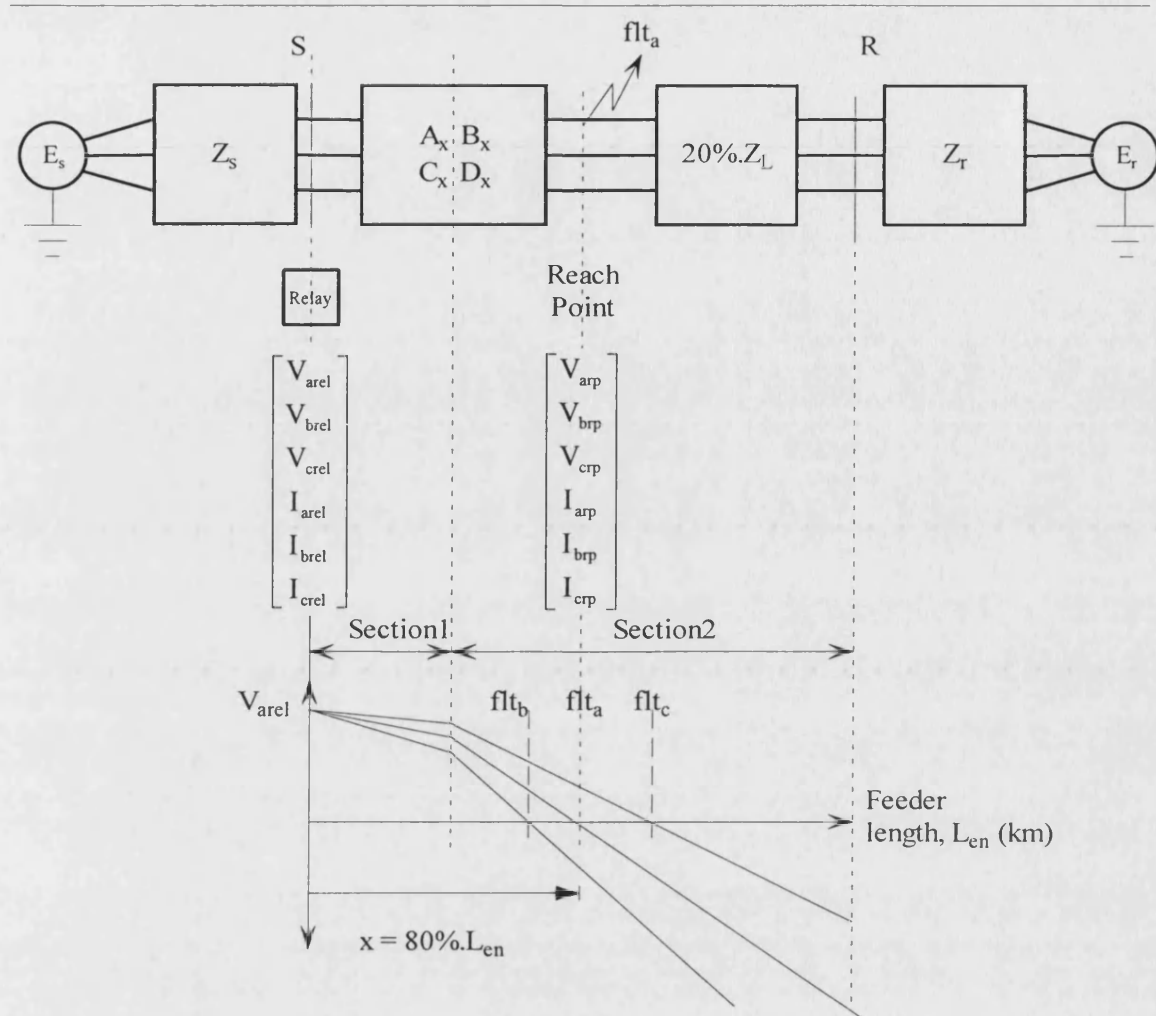 flt_a
S R
E_s Z_s A_x B_x 20%.Z_L Z_r E_r
C_x D_x
Relay Reach
Point
V_arel V_arp
V_brel V_brp
V_crel V_crp
I_arel I_arp
I_brel I_brp
I_crel I_crp
Section1 Section2
V_arel flt_b flt_a flt_c
Feeder
length, L_en (km)
x = 80%.L_en